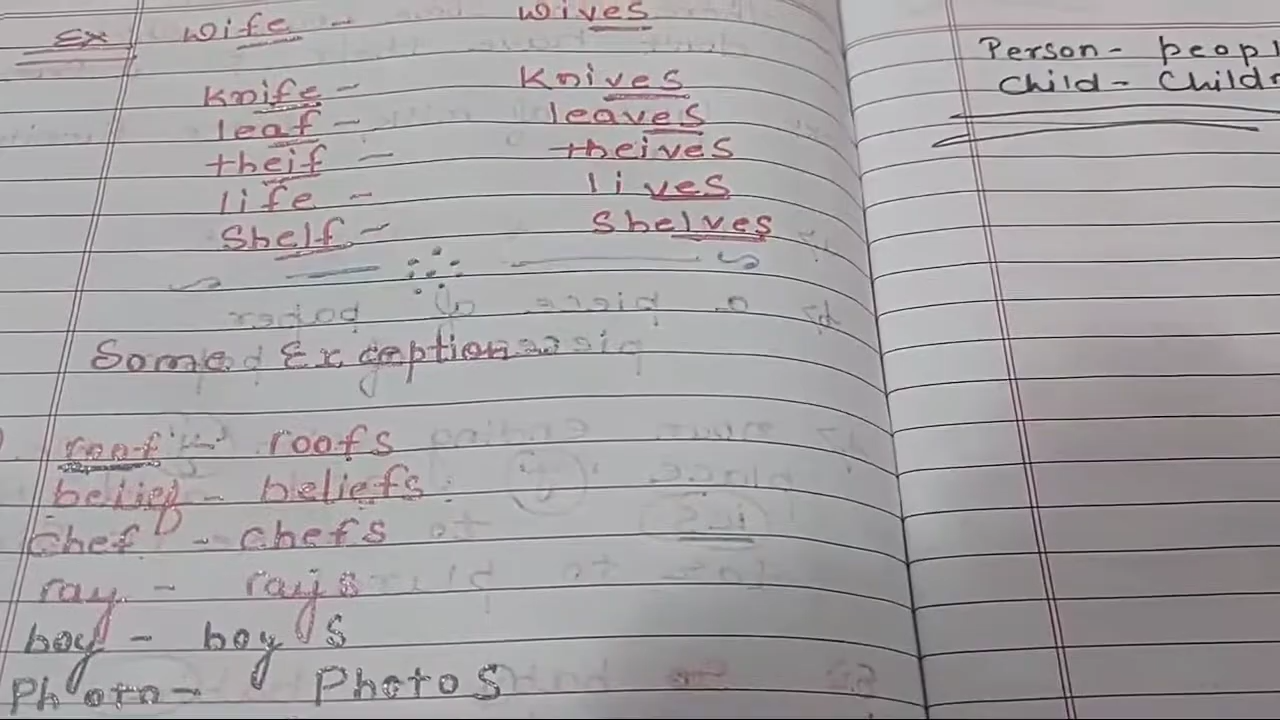 Ex wife - wives
Knife - Knives
leaf - leaves
theif - theives
life - lives
Shelf - Shelves
Some Exception
roof - roofs
belief - beliefs
Chef - chefs
ray - rays
boy - boys
Photo - Photos
Person - peopl
Child - Childr